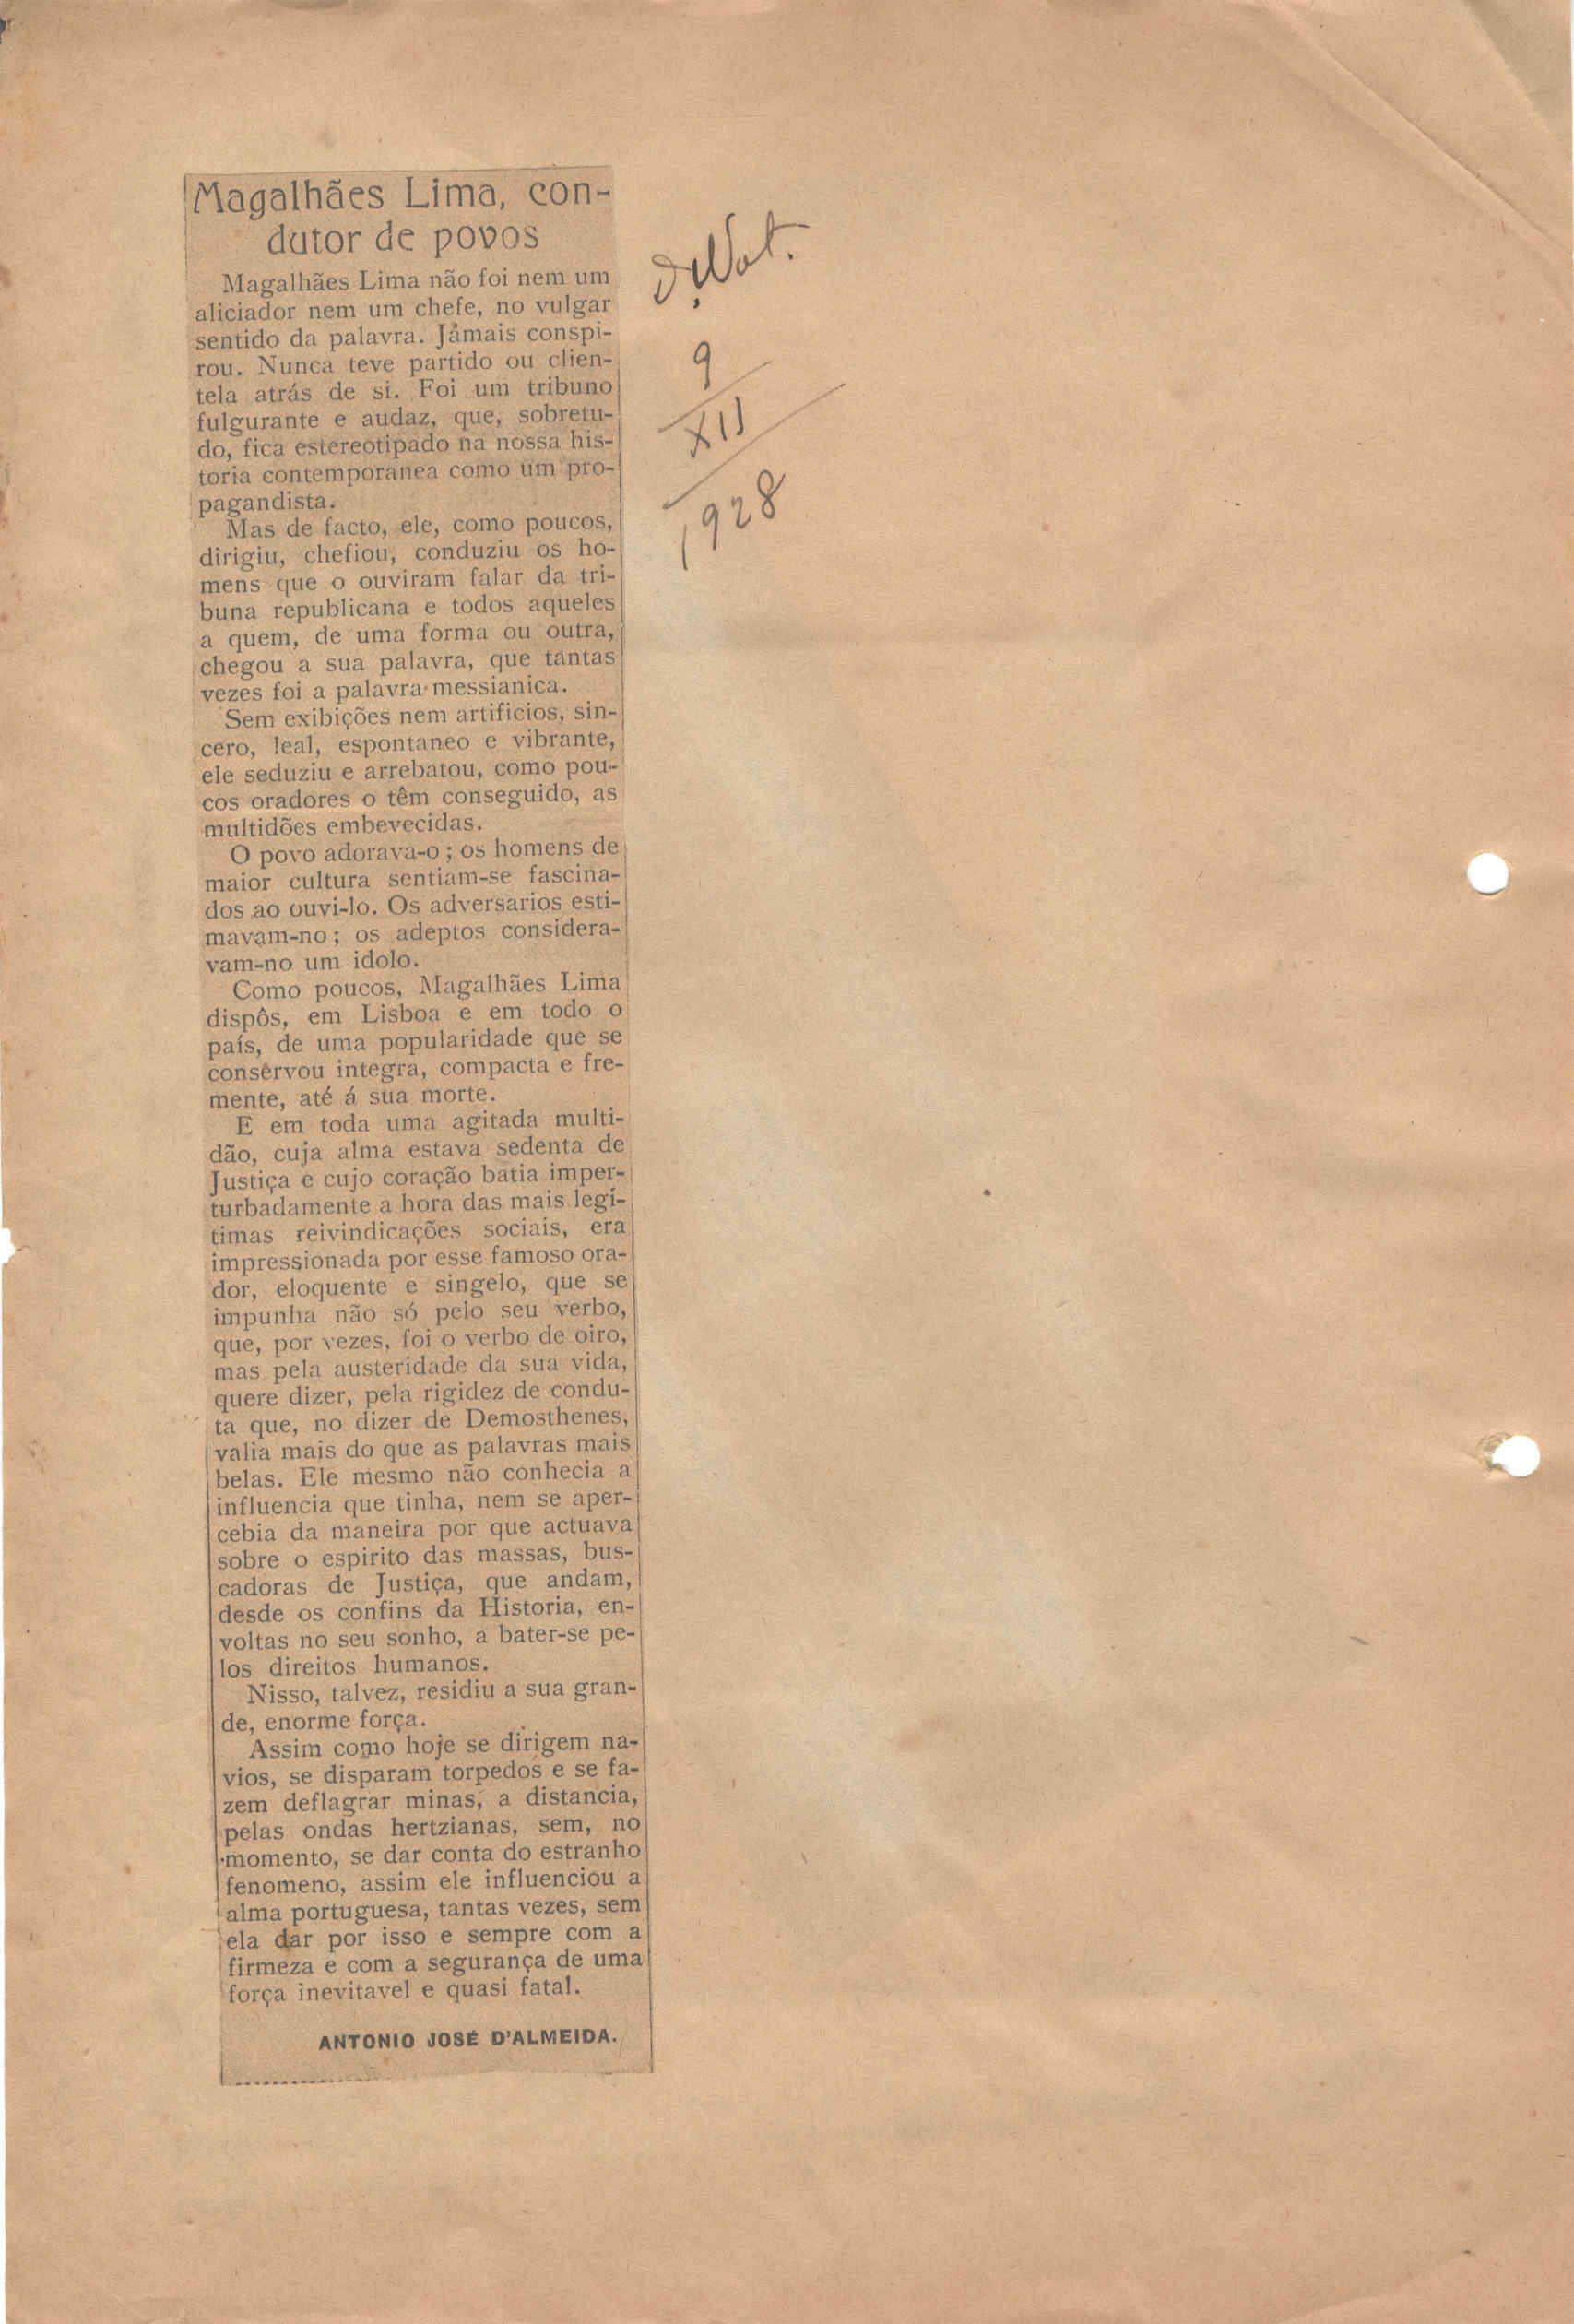 Magalhães Lima, con-
dutor de povos
Magalhães Lima não foi nem um
aliciador nem um chefe, no vulgar
sentido da palavra. Jámais conspi-
rou. Nunca teve partido ou clien-
tela atrás de si. Foi um tribuno
fulgurante e audaz, que, sobretu-
do, fica estereotipado na nossa his-
toria contemporanea como um pro-
pagandista.
Mas de facto, ele, como poucos,
dirigiu, chefiou, conduziu os ho-
mens que o ouviram falar da tri-
buna republicana e todos aqueles
a quem, de uma forma ou outra,
chegou a sua palavra, que tantas
vezes foi a palavra messianica.
Sem exibições nem artificios, sin-
cero, leal, espontaneo e vibrante,
ele seduziu e arrebatou, como pou-
cos oradores o têm conseguido, as
multidões embevecidas.
O povo adorava-o; os homens de
maior cultura sentiam-se fascina-
dos ao ouvi-lo. Os adversarios esti-
mavam-no; os adeptos considera-
vam-no um idolo.
Como poucos, Magalhães Lima
dispôs, em Lisboa e em todo o
país, de uma popularidade que se
conservou integra, compacta e fre-
mente, até á sua morte.
E em toda uma agitada multi-
dão, cuja alma estava sedenta de
Justiça e cujo coração batia imper-
turbadamente a hora das mais legi-
timas reivindicações sociais, era
impressionada por esse famoso ora-
dor, eloquente e singelo, que se
impunha não só pelo seu verbo,
que, por vezes, foi o verbo de oiro,
mas pela austeridade da sua vida,
quere dizer, pela rigidez de condu-
ta que, no dizer de Demosthenes,
valia mais do que as palavras mais
belas. Ele mesmo não conhecia a
influencia que tinha, nem se aper-
cebia da maneira por que actuava
sobre o espirito das massas, bus-
cadoras de Justiça, que andam,
desde os confins da Historia, en-
voltas no seu sonho, a bater-se pe-
los direitos humanos.
Nisso, talvez, residiu a sua gran-
de, enorme força.
Assim como hoje se dirigem na-
vios, se disparam torpedos e se fa-
zem deflagrar minas, a distancia,
pelas ondas hertzianas, sem, no
momento, se dar conta do estranho
fenomeno, assim ele influenciou a
alma portuguesa, tantas vezes, sem
ela dar por isso e sempre com a
firmeza e com a segurança de uma
força inevitavel e quasi fatal.
ANTONIO JOSÉ D'ALMEIDA.
D. Not.
9
XII
1928